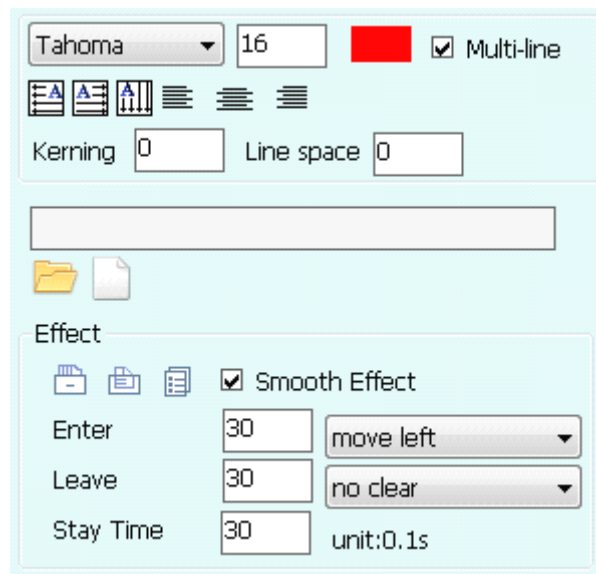 Tahoma 16 Multi-line
Kerning 0 Line space 0
Effect
Smooth Effect
Enter 30 move left
Leave 30 no clear
Stay Time 30 unit:0.1s